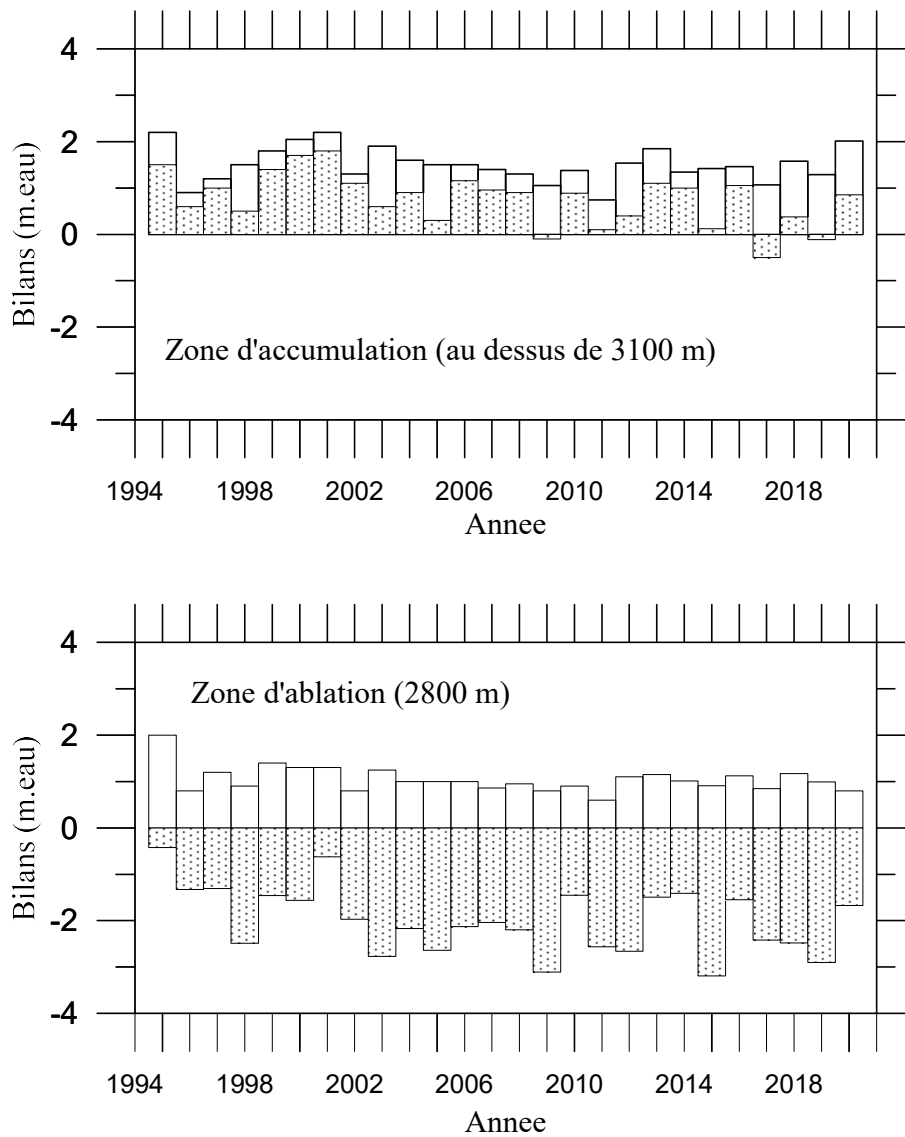 4
2
0
-2
-4
Bilans (m.eau)
Zone d'accumulation (au dessus de 3100 m)
1994 1998 2002 2006 2010 2014 2018
Annee
4
2
0
-2
-4
Bilans (m.eau)
Zone d'ablation (2800 m)
1994 1998 2002 2006 2010 2014 2018
Annee